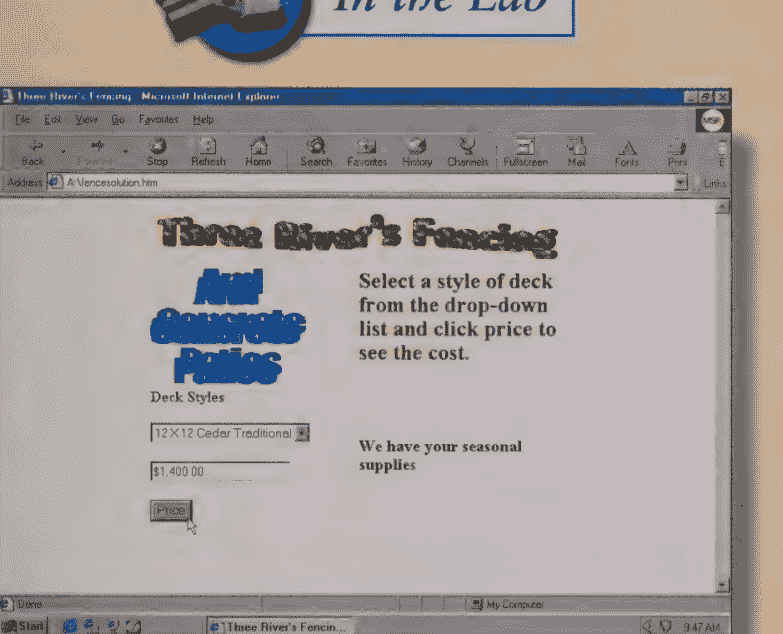 In the Lab
Three River's Fencing - Microsoft Internet Explorer
File Edit View Go Favorites Help
MSP
Back Forward Stop Refresh Home Search Favorites History Channels Fullscreen Mail Fonts Print E
Address A:\fencesolution.htm Links
Three River's Fencing
And
Concrete
Patios
Select a style of deck
from the drop-down
list and click price to
see the cost.
Deck Styles
12×12 Cedar Traditional
We have your seasonal
supplies
$1,400.00
Price
Done My Computer
Start Three River's Fencin... 9:47 AM